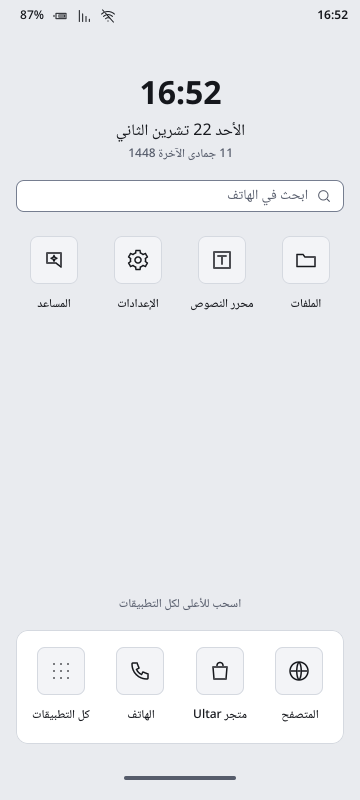 16:52
87%
16:52
الأحد 22 تشرين الثاني
11 جمادى الآخرة 1448
ابحث في الهاتف
الملفات
محرر النصوص
الإعدادات
المساعد
اسحب للأعلى لكل التطبيقات
المتصفح
متجر Ultar
الهاتف
كل التطبيقات